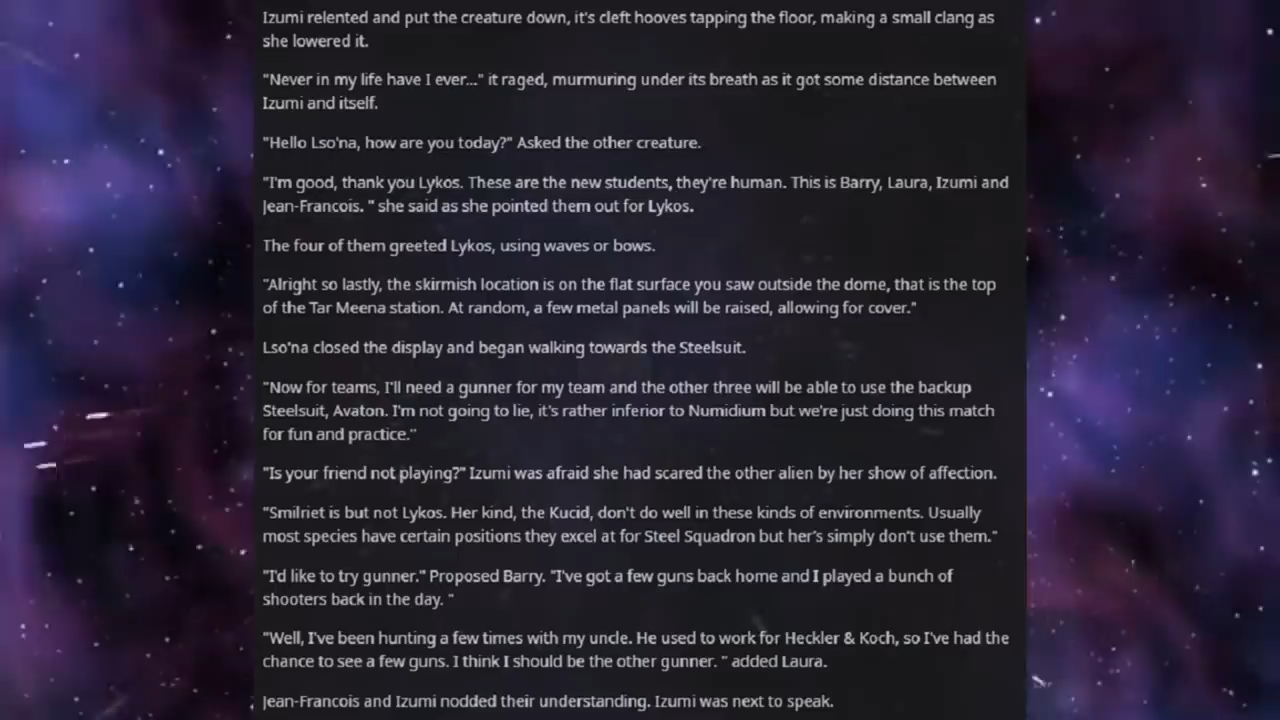 Izumi relented and put the creature down, it's cleft hooves tapping the floor, making a small clang as
she lowered it.
"Never in my life have I ever..." it raged, murmuring under its breath as it got some distance between
Izumi and itself.
"Hello Lso'na, how are you today?" Asked the other creature.
"I'm good, thank you Lykos. These are the new students, they're human. This is Barry, Laura, Izumi and
Jean-Francois. " she said as she pointed them out for Lykos.
The four of them greeted Lykos, using waves or bows.
"Alright so lastly, the skirmish location is on the flat surface you saw outside the dome, that is the top
of the Tar Meena station. At random, a few metal panels will be raised, allowing for cover."
Lso'na closed the display and began walking towards the Steelsuit.
"Now for teams, I'll need a gunner for my team and the other three will be able to use the backup
Steelsuit, Avaton. I'm not going to lie, it's rather inferior to Numidium but we're just doing this match
for fun and practice."
"Is your friend not playing?" Izumi was afraid she had scared the other alien by her show of affection.
"Smilriet is but not Lykos. Her kind, the Kucid, don't do well in these kinds of environments. Usually
most species have certain positions they excel at for Steel Squadron but her's simply don't use them."
"I'd like to try gunner." Proposed Barry. "I've got a few guns back home and I played a bunch of
shooters back in the day. "
"Well, I've been hunting a few times with my uncle. He used to work for Heckler & Koch, so I've had the
chance to see a few guns. I think I should be the other gunner. " added Laura.
Jean-Francois and Izumi nodded their understanding. Izumi was next to speak.